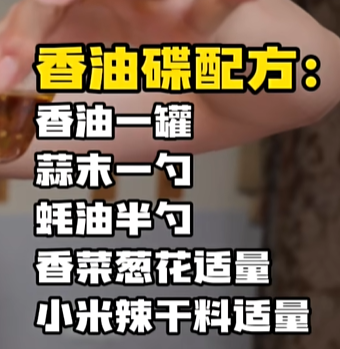 香油碟配方：
香油一罐
蒜末一勺
蚝油半勺
香菜葱花适量
小米辣干料适量